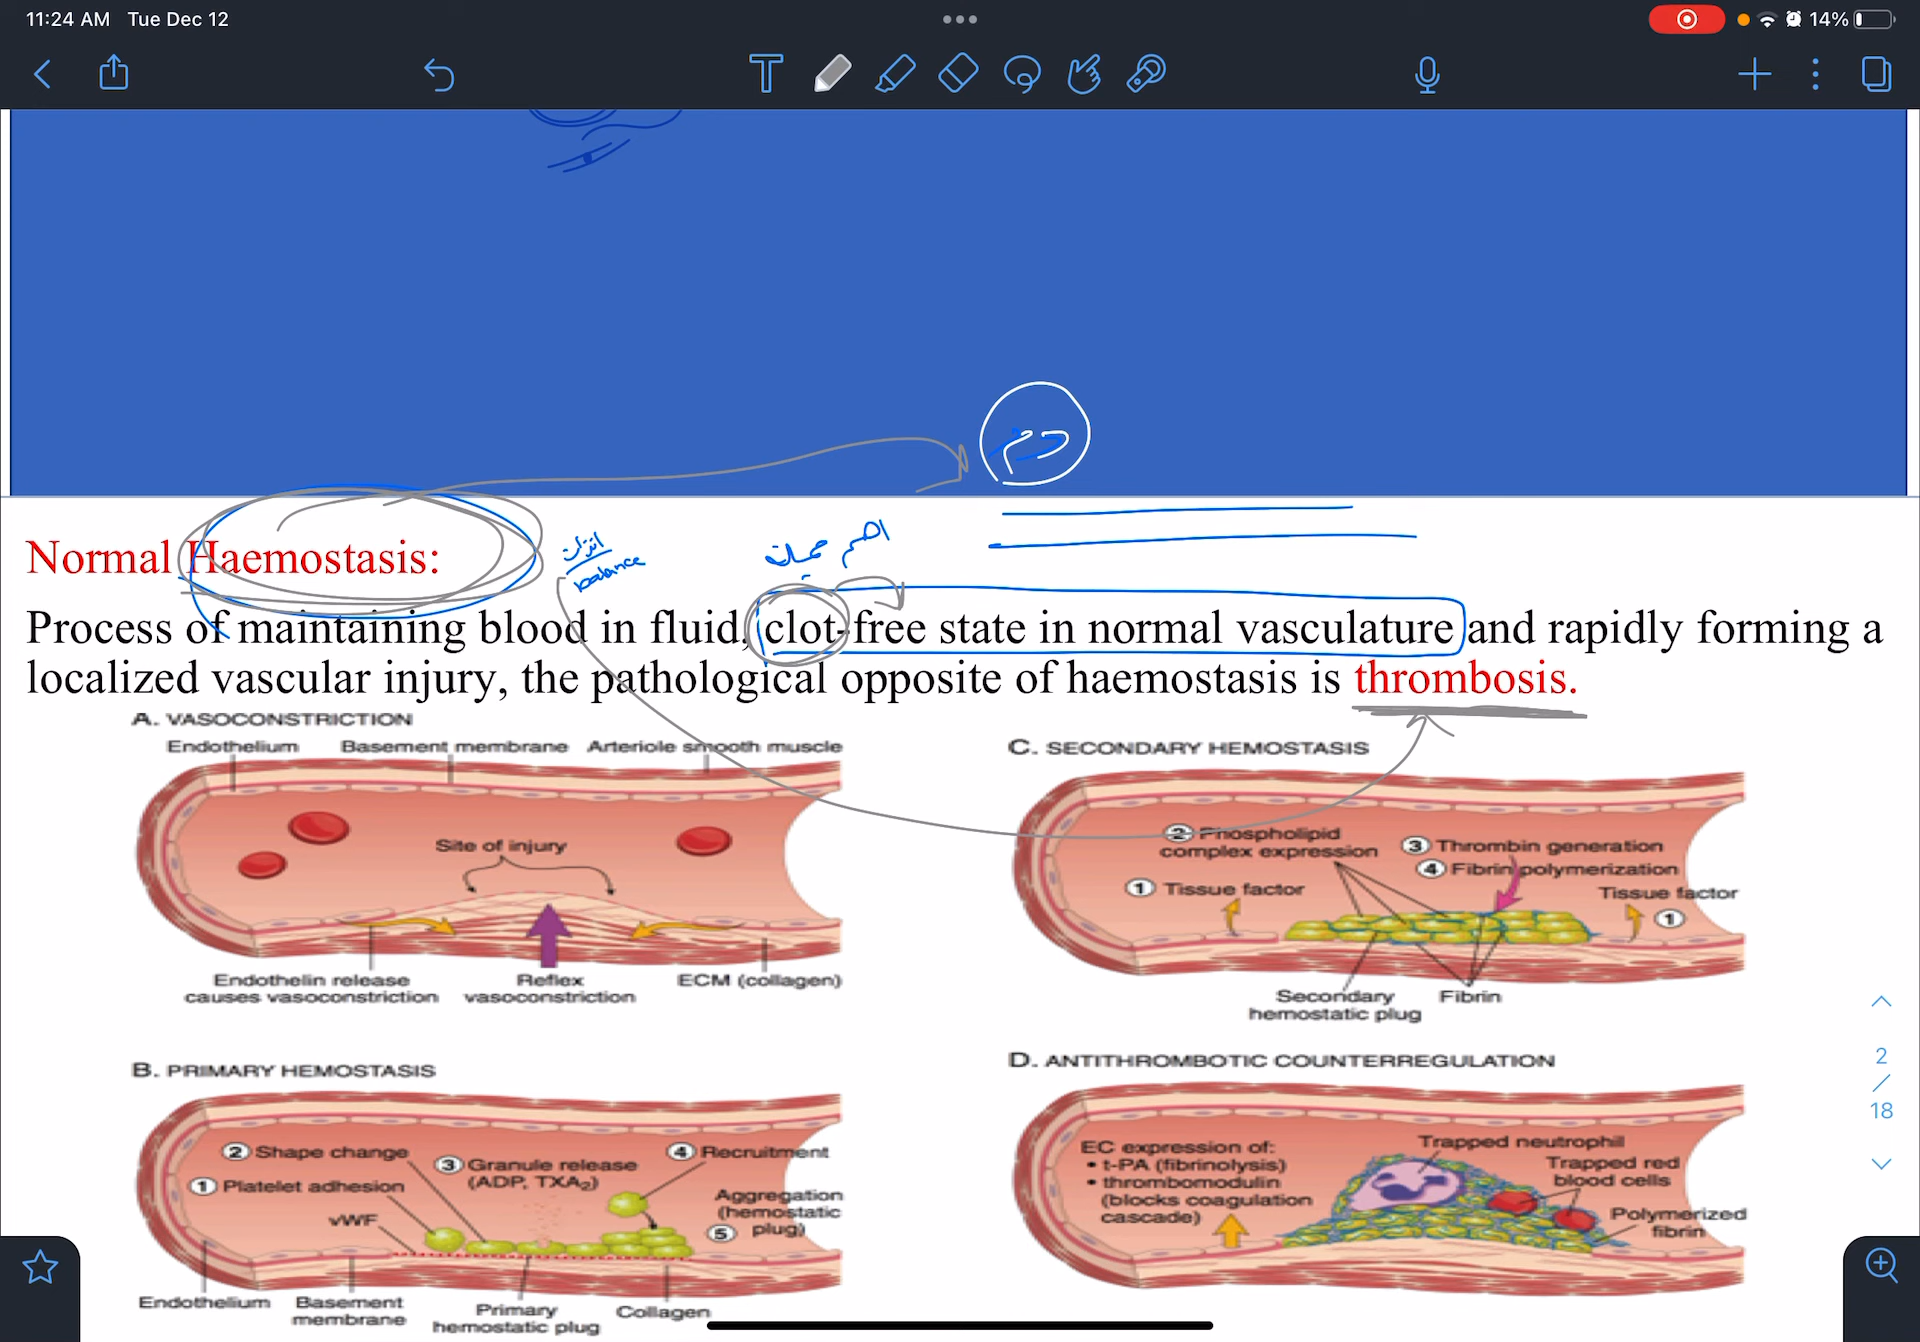 11:24 AM Tue Dec 12
14%
دم
Normal Haemostasis:
اتزان
balance
اهم
Process of maintaining blood in fluid, clot-free state in normal vasculature and rapidly forming a
localized vascular injury, the pathological opposite of haemostasis is thrombosis.
A. VASOCONSTRICTION
Endothelium Basement membrane Arteriole smooth muscle
Site of injury
Endothelin release
causes vasoconstriction
Reflex
vasoconstriction
ECM (collagen)
B. PRIMARY HEMOSTASIS
2 Shape change
1 Platelet adhesion
vWF
3 Granule release
(ADP, TXA₂)
4 Recruitment
Aggregation
(hemostatic
5 plug)
Endothelium
Basement
membrane
Primary
hemostatic plug
Collagen
C. SECONDARY HEMOSTASIS
2 Phospholipid
complex expression
3 Thrombin generation
4 Fibrin polymerization
1 Tissue factor
Tissue factor
1
Secondary
hemostatic plug
Fibrin
D. ANTITHROMBOTIC COUNTERREGULATION
EC expression of:
• t-PA (fibrinolysis)
• thrombomodulin
(blocks coagulation
cascade)
Trapped neutrophil
Trapped red
blood cells
Polymerized
fibrin
2
/
18